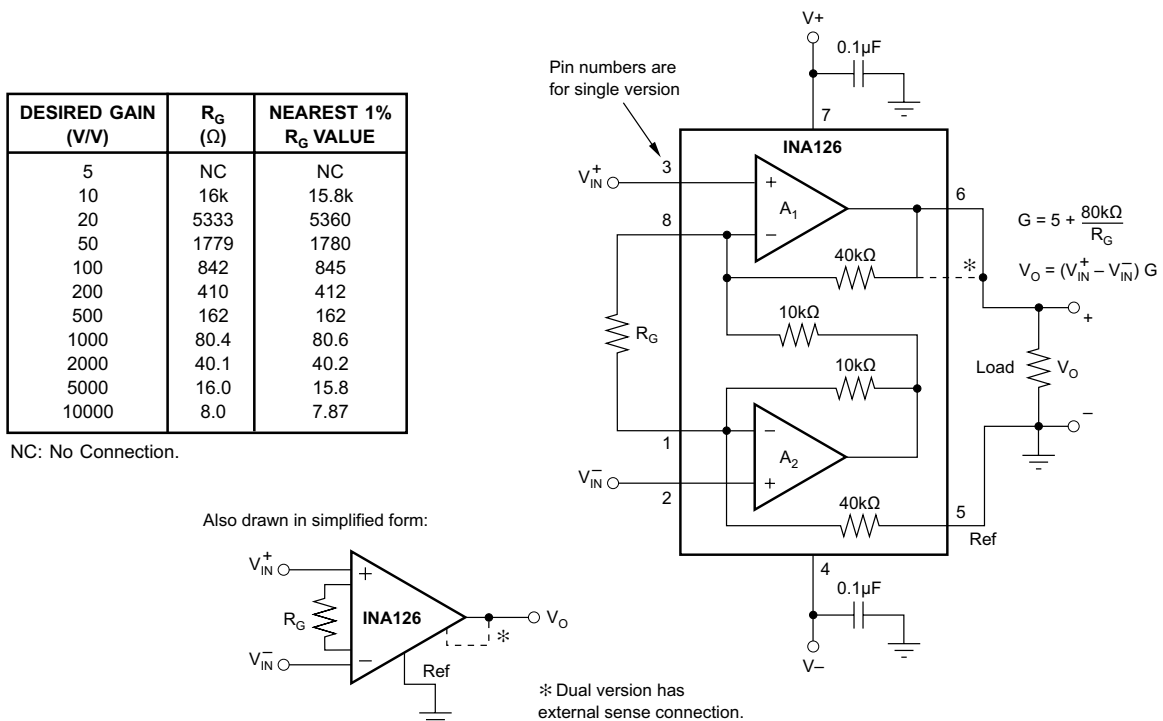 DESIRED GAIN (V/V) | R_G (Ω) | NEAREST 1% R_G VALUE
5 | NC | NC
10 | 16k | 15.8k
20 | 5333 | 5360
50 | 1779 | 1780
100 | 842 | 845
200 | 410 | 412
500 | 162 | 162
1000 | 80.4 | 80.6
2000 | 40.1 | 40.2
5000 | 16.0 | 15.8
10000 | 8.0 | 7.87
NC: No Connection.
V+
0.1µF
Pin numbers are
for single version
7
INA126
3
V_IN^+
+
A_1
6
8
−
40kΩ
*
G = 5 + 80kΩ / R_G
V_O = (V_IN^+ − V_IN^−) G
10kΩ
R_G
10kΩ
+
Load
V_O
−
1
−
A_2
V_IN^−
+
2
40kΩ
5
Ref
4
0.1µF
V−
Also drawn in simplified form:
V_IN^+
+
R_G
INA126
V_O
*
V_IN^−
−
Ref
* Dual version has
external sense connection.